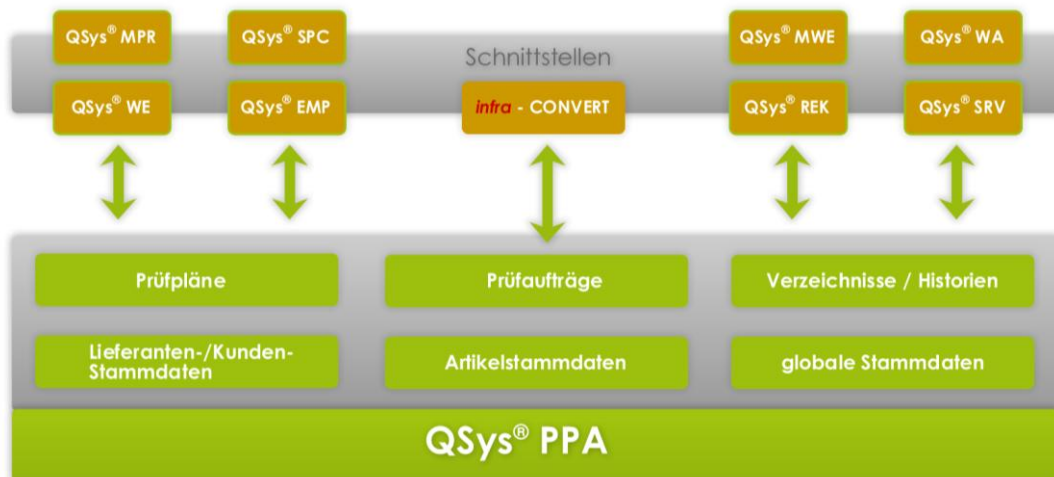 QSys® MPR
QSys® SPC
QSys® MWE
QSys® WA
Schnittstellen
QSys® WE
QSys® EMP
infra - CONVERT
QSys® REK
QSys® SRV
Prüfpläne
Prüfaufträge
Verzeichnisse / Historien
Lieferanten-/Kunden-
Stammdaten
Artikelstammdaten
globale Stammdaten
QSys® PPA